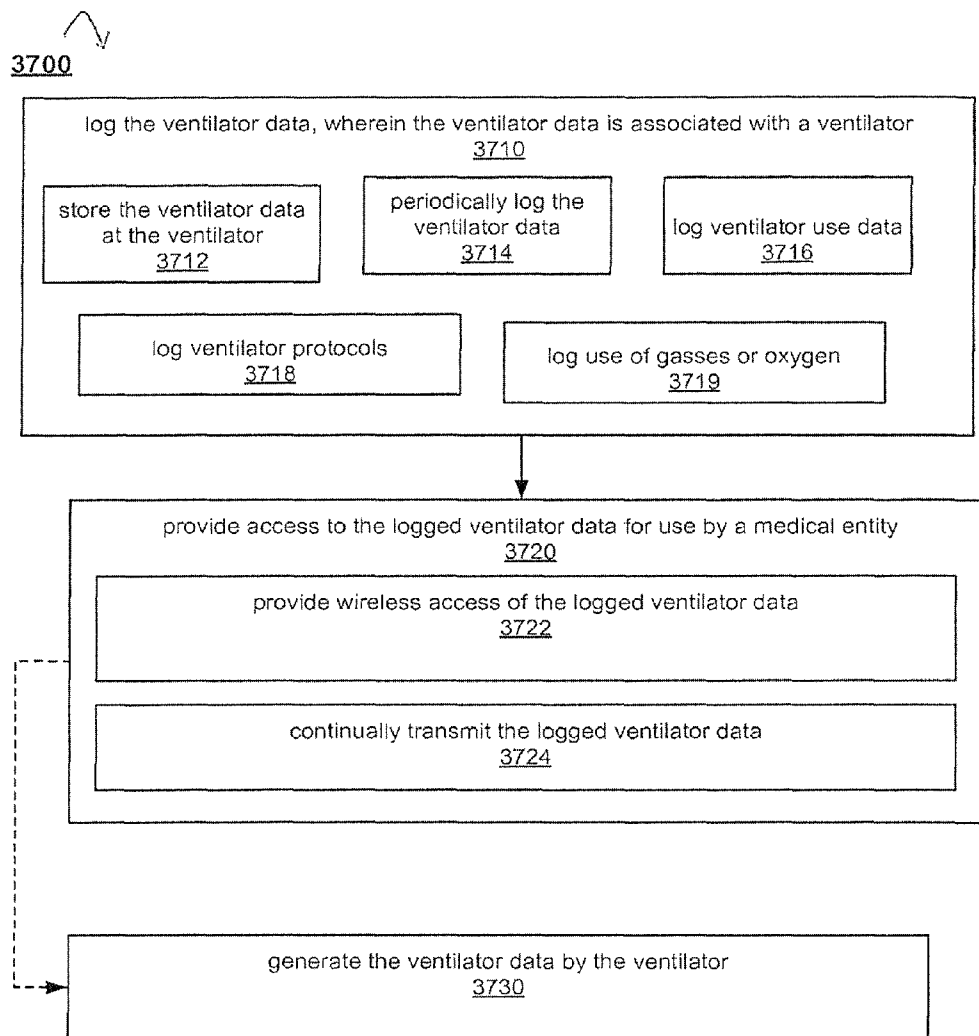 3700
log the ventilator data, wherein the ventilator data is associated with a ventilator
3710
store the ventilator data
at the ventilator
3712
periodically log the
ventilator data
3714
log ventilator use data
3716
log ventilator protocols
3718
log use of gasses or oxygen
3719
provide access to the logged ventilator data for use by a medical entity
3720
provide wireless access of the logged ventilator data
3722
continually transmit the logged ventilator data
3724
generate the ventilator data by the ventilator
3730